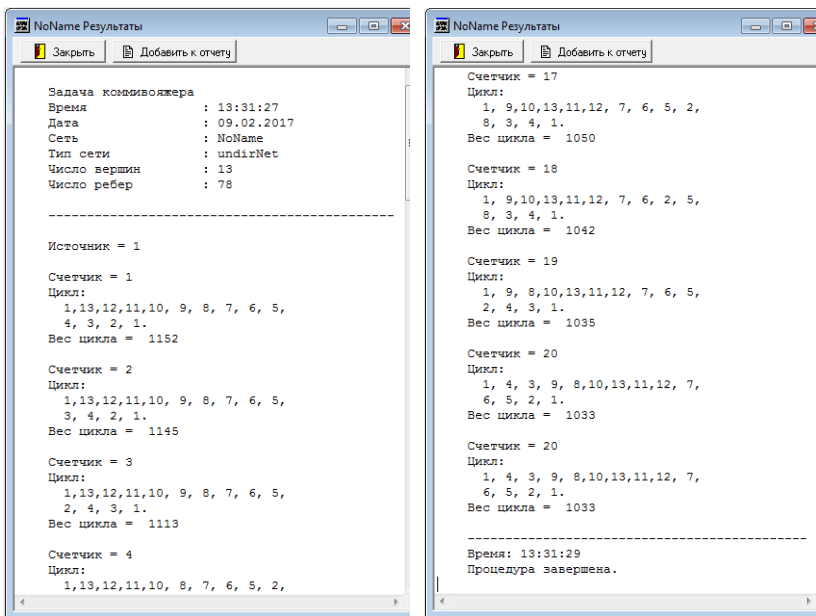 NoName Результаты
Закрыть
Добавить к отчету
Задача коммивояжера
Время : 13:31:27
Дата : 09.02.2017
Сеть : NoName
Тип сети : undirNet
Число вершин : 13
Число ребер : 78
---------------------------------------------
Источник = 1
Счетчик = 1
Цикл:
1,13,12,11,10, 9, 8, 7, 6, 5,
4, 3, 2, 1.
Вес цикла = 1152
Счетчик = 2
Цикл:
1,13,12,11,10, 9, 8, 7, 6, 5,
3, 4, 2, 1.
Вес цикла = 1145
Счетчик = 3
Цикл:
1,13,12,11,10, 9, 8, 7, 6, 5,
2, 4, 3, 1.
Вес цикла = 1113
Счетчик = 4
Цикл:
1,13,12,11,10, 8, 7, 6, 5, 2,
NoName Результаты
Закрыть
Добавить к отчету
Счетчик = 17
Цикл:
1, 9,10,13,11,12, 7, 6, 5, 2,
8, 3, 4, 1.
Вес цикла = 1050
Счетчик = 18
Цикл:
1, 9,10,13,11,12, 7, 6, 2, 5,
8, 3, 4, 1.
Вес цикла = 1042
Счетчик = 19
Цикл:
1, 9, 8,10,13,11,12, 7, 6, 5,
2, 4, 3, 1.
Вес цикла = 1035
Счетчик = 20
Цикл:
1, 4, 3, 9, 8,10,13,11,12, 7,
6, 5, 2, 1.
Вес цикла = 1033
Счетчик = 20
Цикл:
1, 4, 3, 9, 8,10,13,11,12, 7,
6, 5, 2, 1.
Вес цикла = 1033
--------------------------------------------
Время: 13:31:29
Процедура завершена.